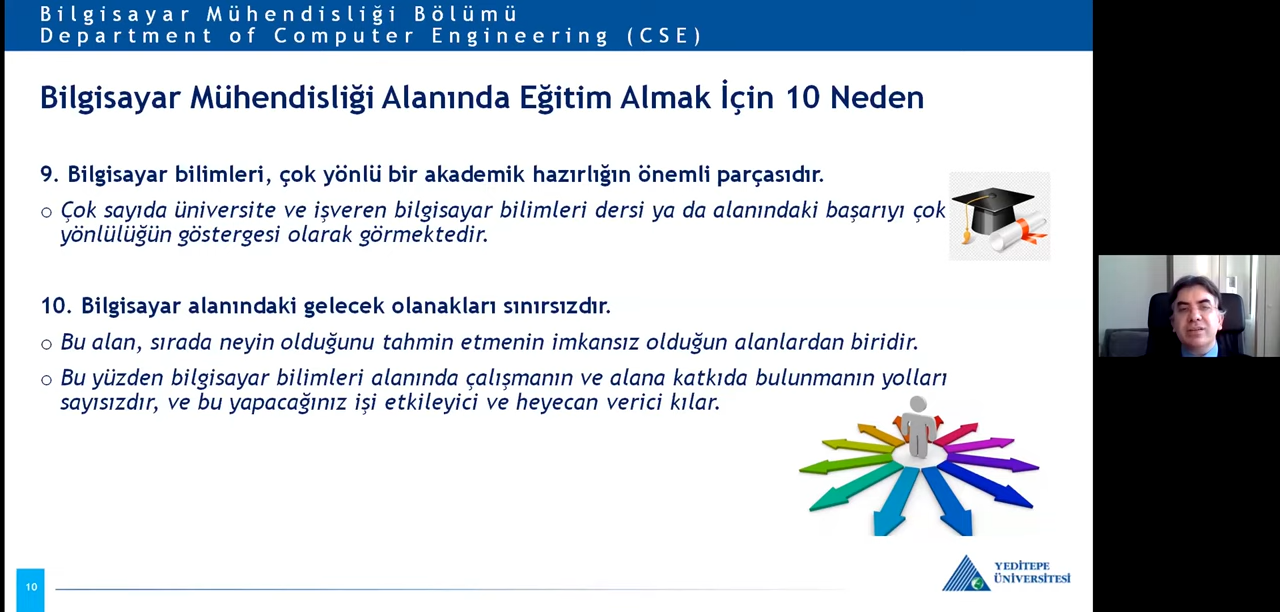 Bilgisayar Mühendisliği Bölümü
Department of Computer Engineering (CSE)
Bilgisayar Mühendisliği Alanında Eğitim Almak İçin 10 Neden
9. Bilgisayar bilimleri, çok yönlü bir akademik hazırlığın önemli parçasıdır.
o Çok sayıda üniversite ve işveren bilgisayar bilimleri dersi ya da alanındaki başarıyı çok
yönlülüğün göstergesi olarak görmektedir.
10. Bilgisayar alanındaki gelecek olanakları sınırsızdır.
o Bu alan, sırada neyin olduğunu tahmin etmenin imkansız olduğun alanlardan biridir.
o Bu yüzden bilgisayar bilimleri alanında çalışmanın ve alana katkıda bulunmanın yolları
sayısızdır, ve bu yapacağınız işi etkileyici ve heyecan verici kılar.
10
YEDİTEPE
ÜNİVERSİTESİ